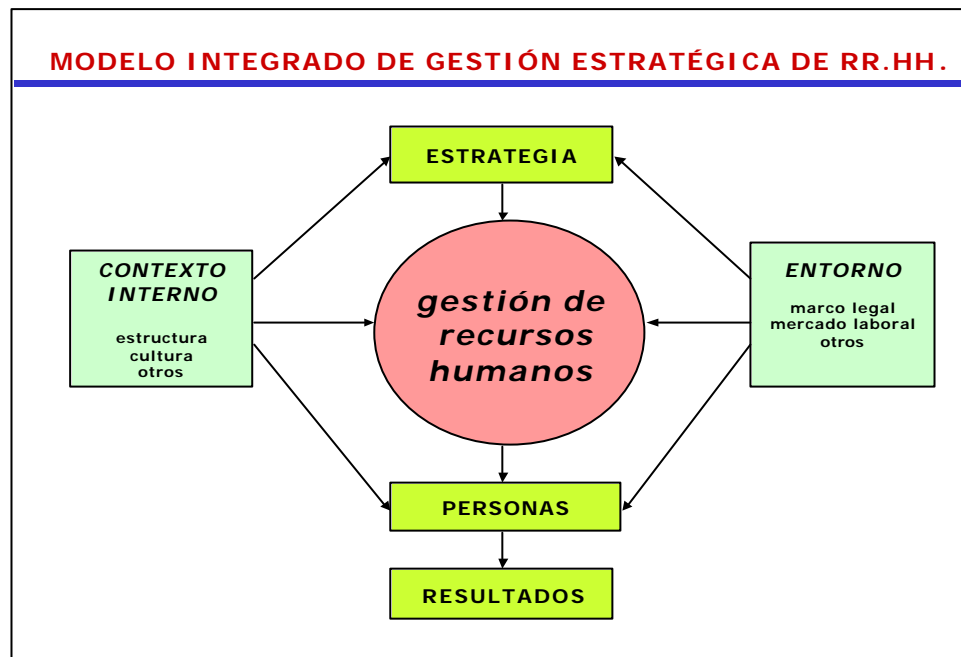 MODELO INTEGRADO DE GESTIÓN ESTRATÉGICA DE RR.HH.
ESTRATEGIA
CONTEXTO
INTERNO
estructura
cultura
otros
gestión de
recursos
humanos
ENTORNO
marco legal
mercado laboral
otros
PERSONAS
RESULTADOS